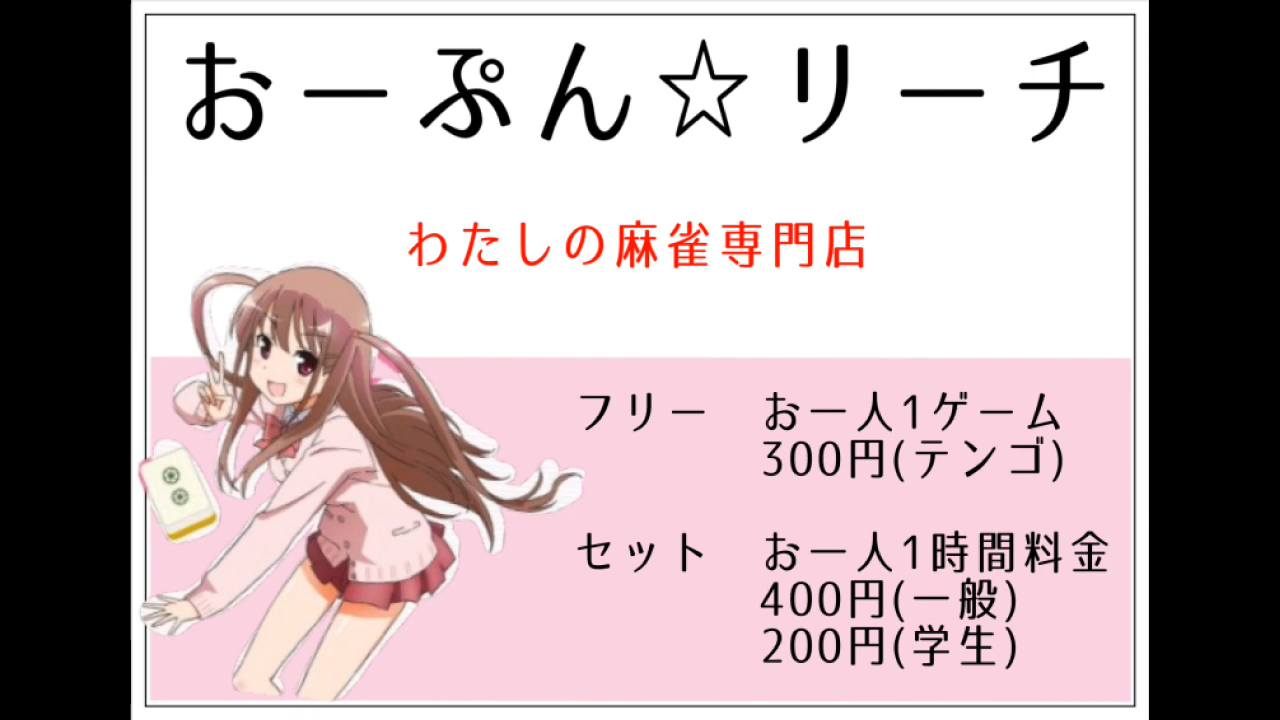 おーぷん☆リーチ
わたしの麻雀専門店
フリー　お一人1ゲーム
300円(テンゴ)
セット　お一人1時間料金
400円(一般)
200円(学生)